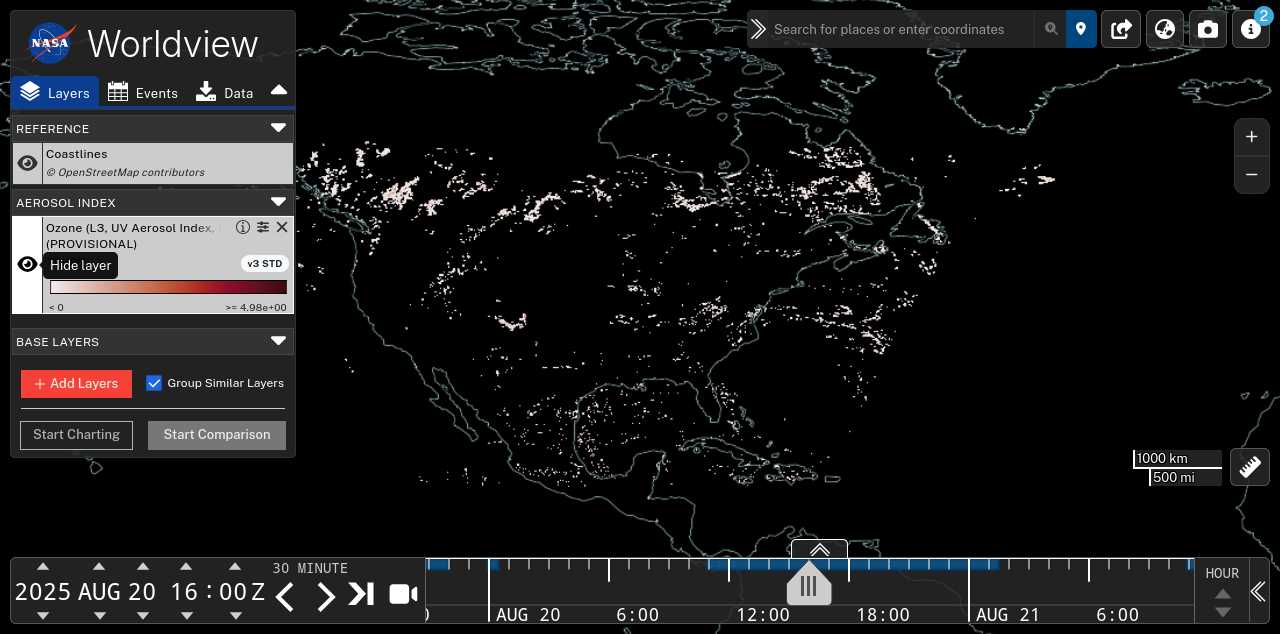 NASA
Worldview
Layers
Events
Data
REFERENCE
Coastlines
© OpenStreetMap contributors
AEROSOL INDEX
Ozone (L3, UV Aerosol Index,
(PROVISIONAL)
Hide layer
v3 STD
< 0
>= 4.98e+00
BASE LAYERS
+ Add Layers
Group Similar Layers
Start Charting
Start Comparison
Search for places or enter coordinates
2
+
−
1000 km
500 mi
2025 AUG 20 16 : 00 Z
30 MINUTE
AUG 20 6:00 12:00 18:00 AUG 21 6:00
HOUR